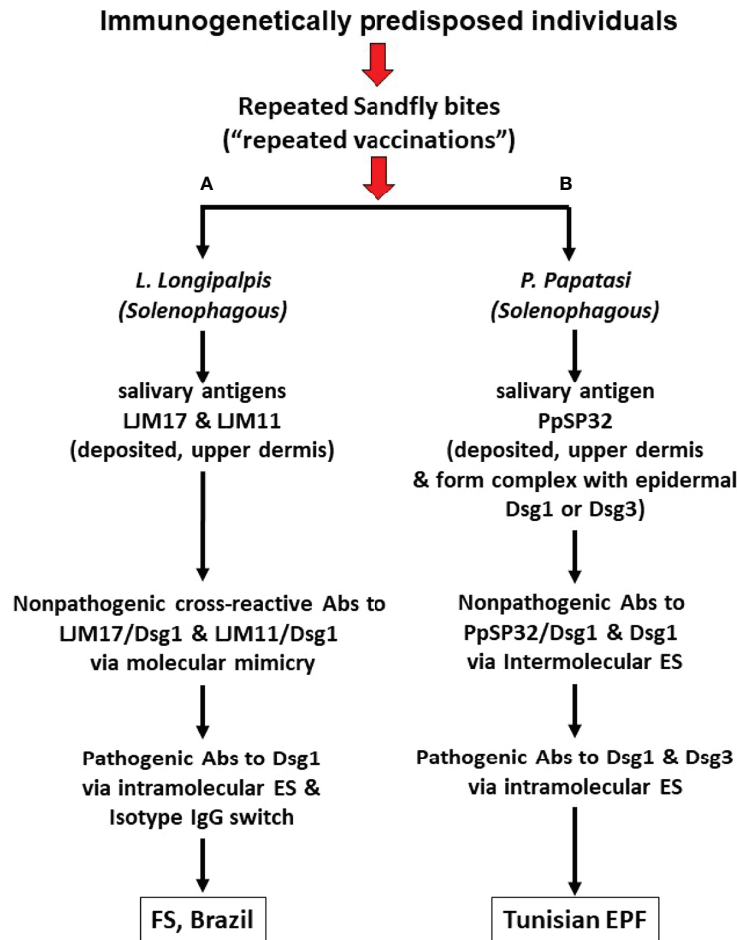 Immunogenetically predisposed individuals
Repeated Sandfly bites
(“repeated vaccinations”)
A
B
L. Longipalpis
(Solenophagous)
salivary antigens
LJM17 & LJM11
(deposited, upper dermis)
Nonpathogenic cross-reactive Abs to
LJM17/Dsg1 & LJM11/Dsg1
via molecular mimicry
Pathogenic Abs to Dsg1
via intramolecular ES &
Isotype IgG switch
FS, Brazil
P. Papatasi
(Solenophagous)
salivary antigen
PpSP32
(deposited, upper dermis
& form complex with epidermal
Dsg1 or Dsg3)
Nonpathogenic Abs to
PpSP32/Dsg1 & Dsg1
via Intermolecular ES
Pathogenic Abs to Dsg1 & Dsg3
via intramolecular ES
Tunisian EPF